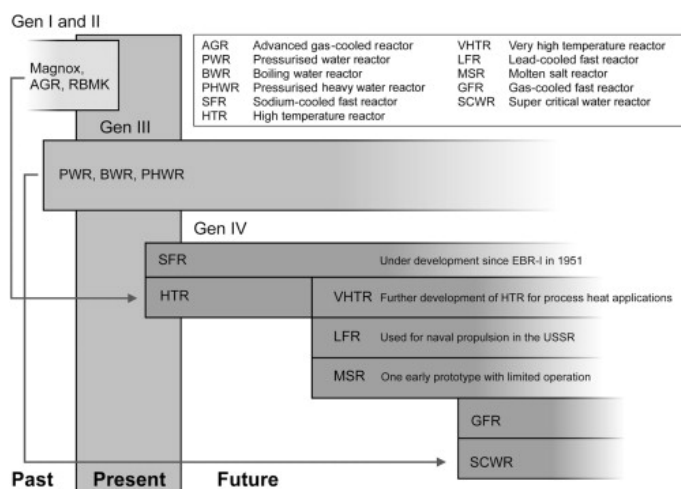 Gen I and II
Magnox,
AGR, RBMK
AGR Advanced gas-cooled reactor
PWR Pressurised water reactor
BWR Boiling water reactor
PHWR Pressurised heavy water reactor
SFR Sodium-cooled fast reactor
HTR High temperature reactor
VHTR Very high temperature reactor
LFR Lead-cooled fast reactor
MSR Molten salt reactor
GFR Gas-cooled fast reactor
SCWR Super critical water reactor
Gen III
PWR, BWR, PHWR
Gen IV
SFR Under development since EBR-I in 1951
HTR VHTR Further development of HTR for process heat applications
LFR Used for naval propulsion in the USSR
MSR One early prototype with limited operation
GFR
SCWR
Past Present Future